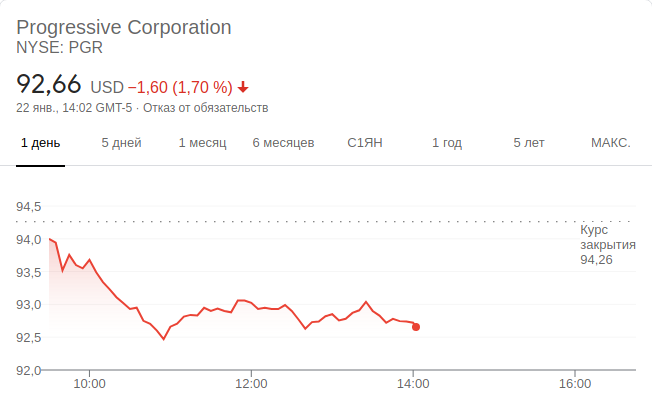 Progressive Corporation
NYSE: PGR
92,66 USD −1,60 (1,70 %)
22 янв., 14:02 GMT-5 · Отказ от обязательств
1 день 5 дней 1 месяц 6 месяцев С1ЯН 1 год 5 лет МАКС.
94,5
Курс
94,0
закрытия
94,26
93,5
93,0
92,5
92,0
10:00 12:00 14:00 16:00